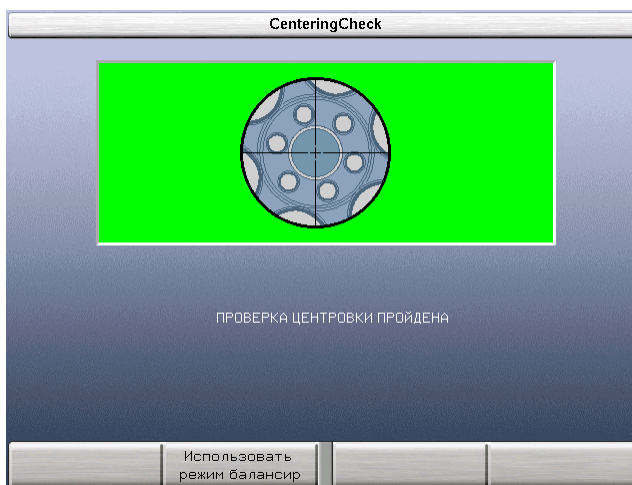 CenteringCheck
ПРОВЕРКА ЦЕНТРОВКИ ПРОйДЕНА
Использовать
режим балансир